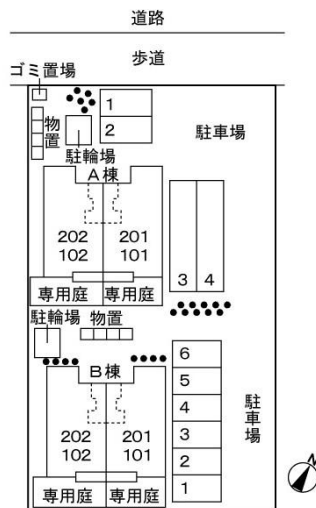 道路
歩道
ゴミ置場
1
2
物置
駐車場
駐輪場
A棟
202 201
102 101
3 4
専用庭 専用庭
駐輪場 物置
6
5
B棟
4
駐車場
3
202 201
102 101
2
1
専用庭 専用庭
N